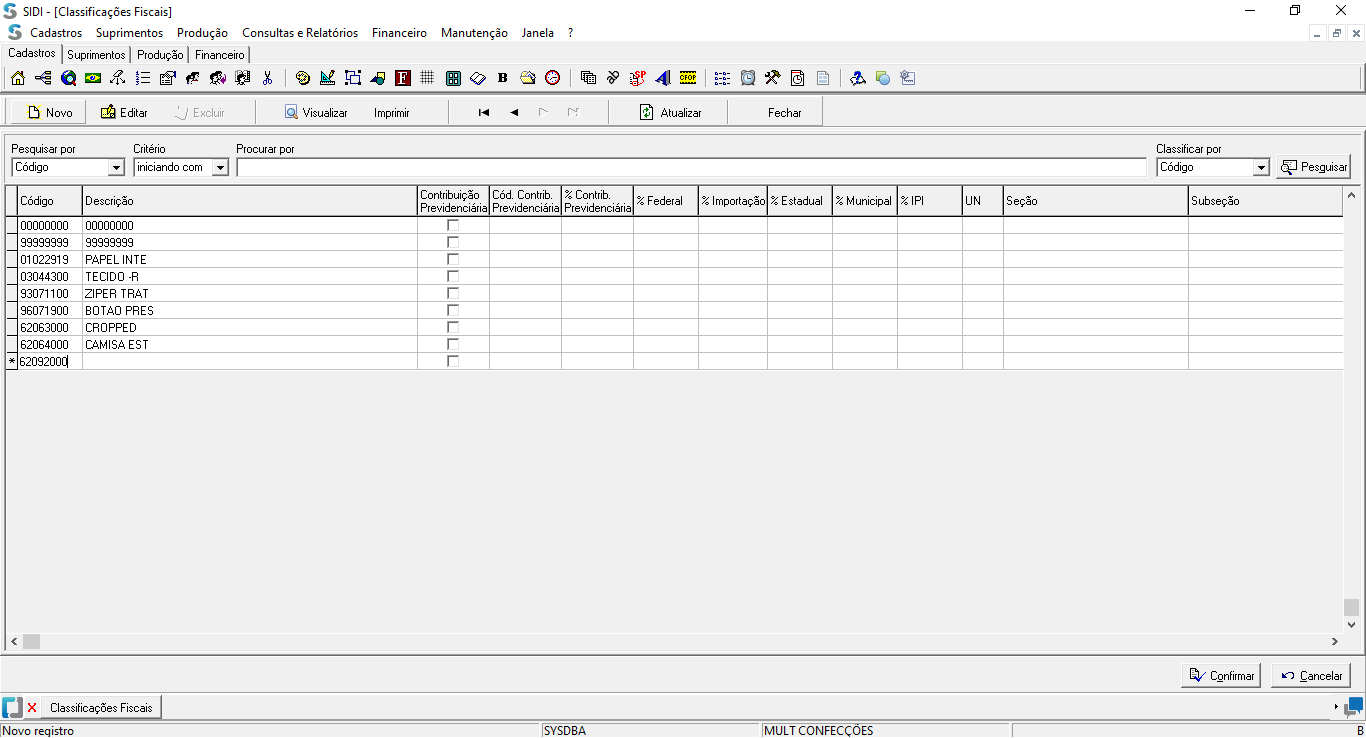 SIDI - [Classificações Fiscais]
Cadastros Suprimentos Produção Consultas e Relatórios Financeiro Manutenção Janela ?
Cadastros Suprimentos Produção Financeiro
F B SP CFOP
Novo Editar Excluir Visualizar Imprimir Atualizar Fechar
Pesquisar por Critério Procurar por Classificar por
Código iniciando com Código Pesquisar
Código Descrição Contribuição Previdenciária Cód. Contrib. Previdenciária % Contrib. Previdenciária % Federal % Importação % Estadual % Municipal % IPI UN Seção Subseção
00000000 00000000
99999999 99999999
01022919 PAPEL INTE
03044300 TECIDO -R
93071100 ZIPER TRAT
96071900 BOTAO PRES
62063000 CROPPED
62064000 CAMISA EST
* 62092000
Confirmar Cancelar
Classificações Fiscais
Novo registro SYSDBA MULT CONFECÇÕES B